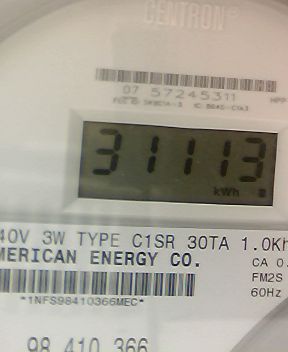 CENTRON®
07 57245311
31113
kWh
40V 3W TYPE C1SR 30TA 1.0Kh
MERICAN ENERGY CO.
CA 0.
FM2S
60Hz
*1NFS98410366MEC*
98 410 366